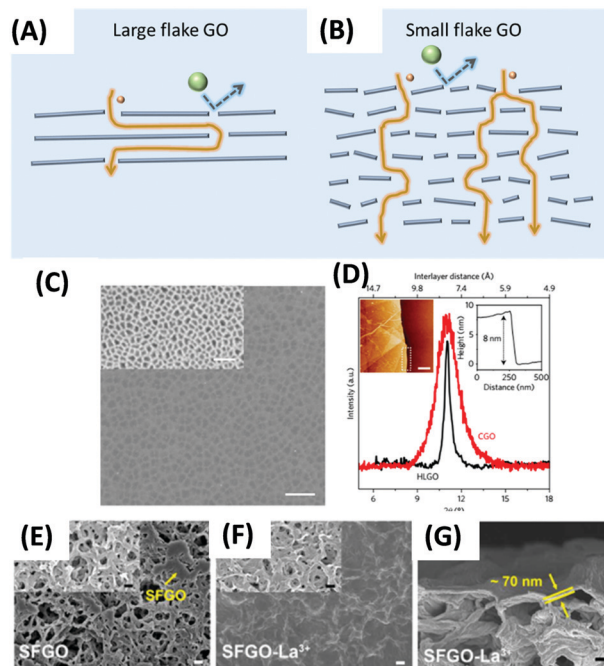 (A)
Large flake GO
(B)
Small flake GO
(C)
(D)
Interlayer distance (Å)
14.7 9.8 7.4 5.9 4.9
10
5
0
Height (nm)
8 nm
0 250 500
Distance (nm)
Intensity (a.u.)
CGO
HLGO
6 9 12 15 18
(E)
SFGO
SFGO
(F)
SFGO-La³⁺
(G)
~ 70 nm
SFGO-La³⁺